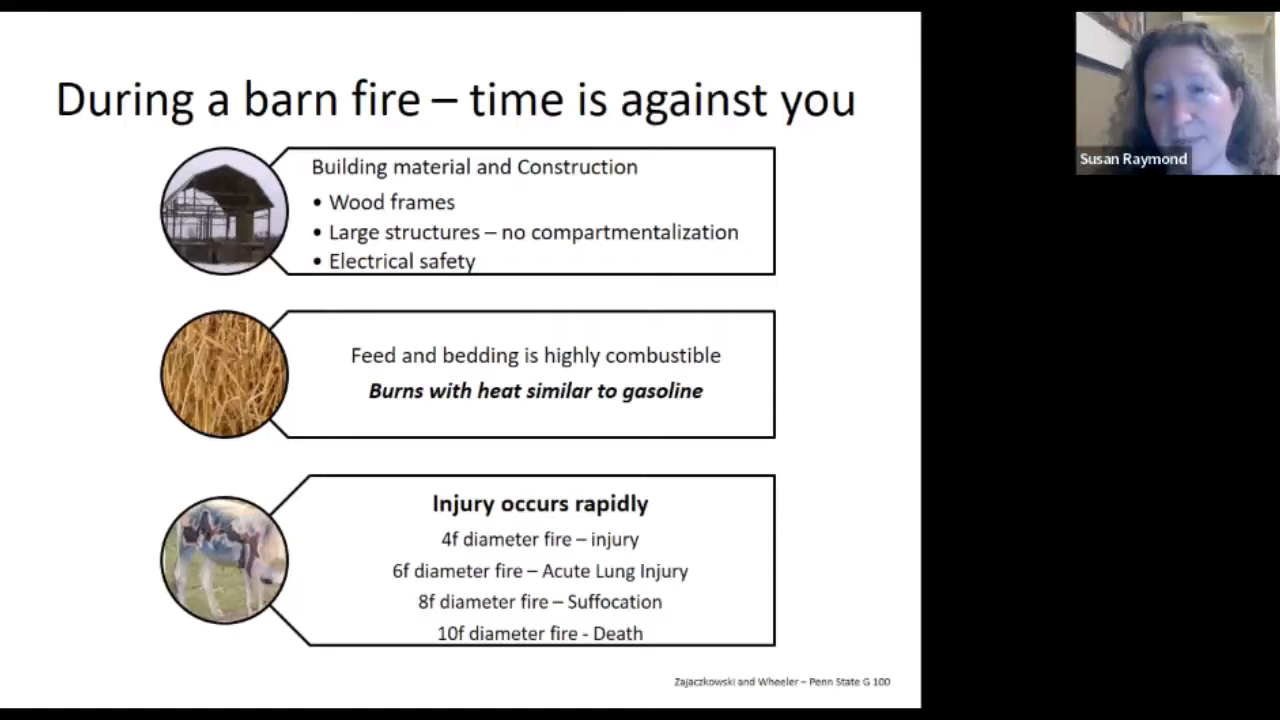 During a barn fire – time is against you
Susan Raymond
Building material and Construction
• Wood frames
• Large structures – no compartmentalization
• Electrical safety
Feed and bedding is highly combustible
Burns with heat similar to gasoline
Injury occurs rapidly
4f diameter fire – injury
6f diameter fire – Acute Lung Injury
8f diameter fire – Suffocation
10f diameter fire - Death
Zajaczkowski and Wheeler – Penn State G 100